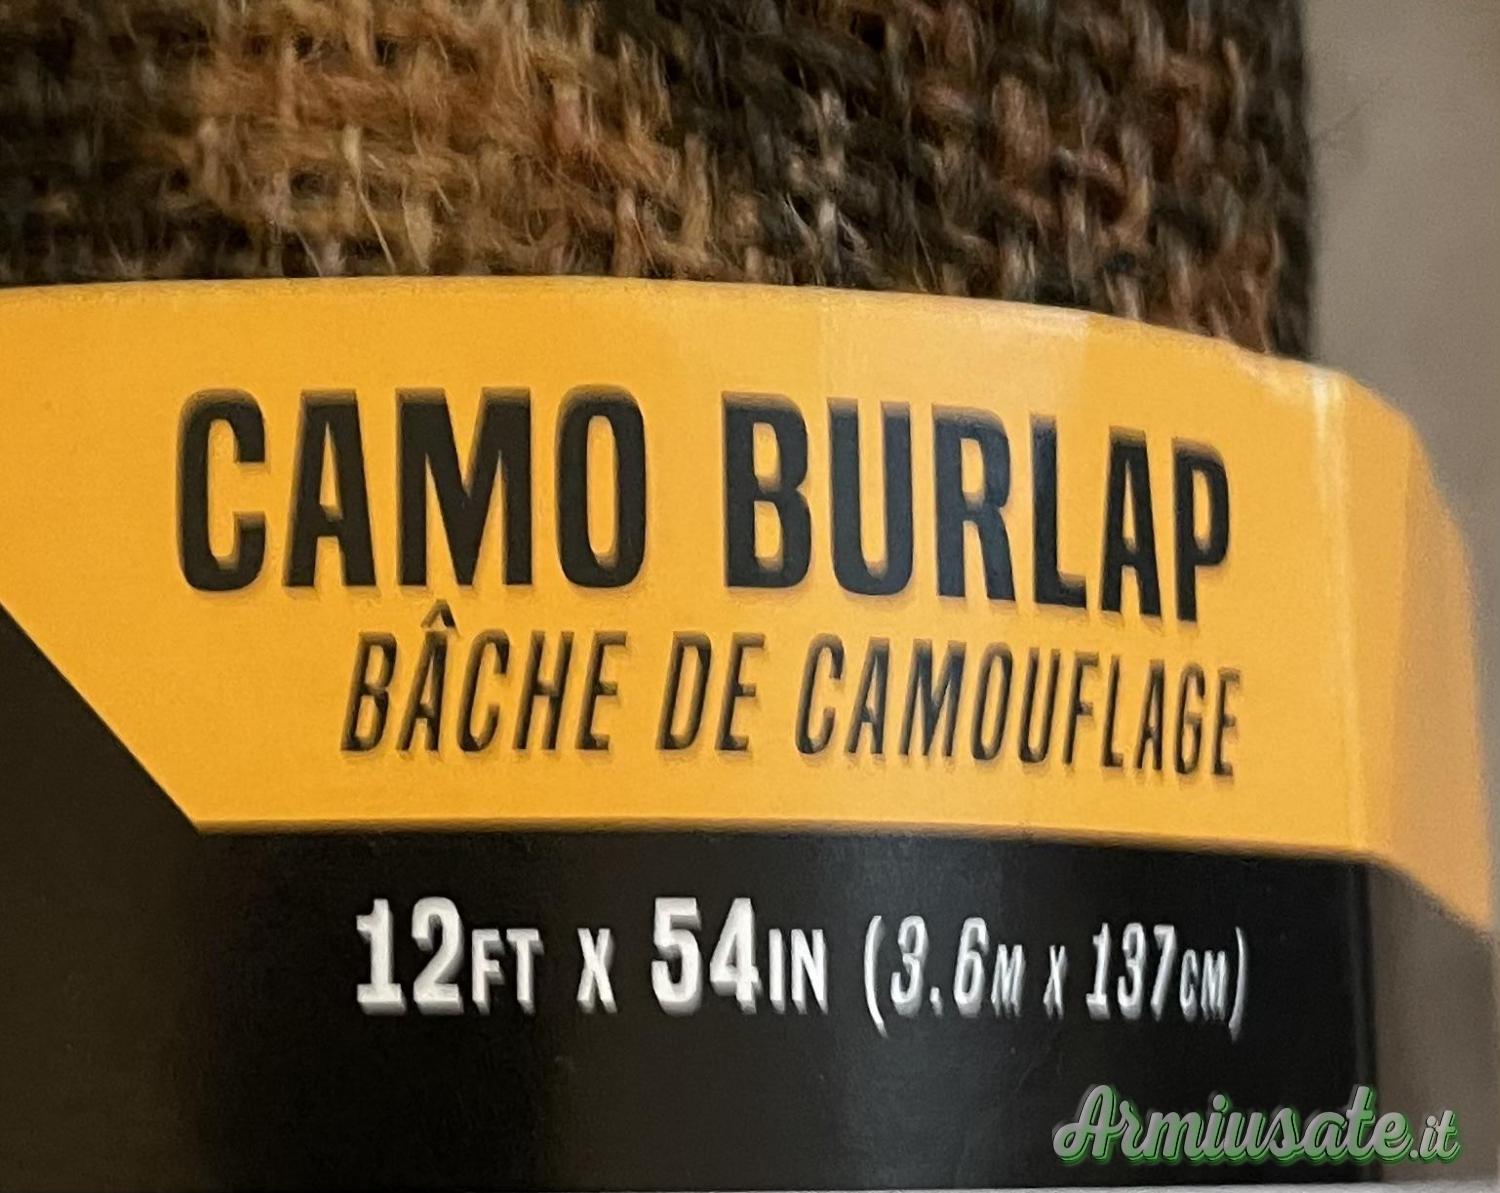 CAMO BURLAP
BÂCHE DE CAMOUFLAGE
12FT X 54IN (3.6M X 137CM)
Armiusate.it